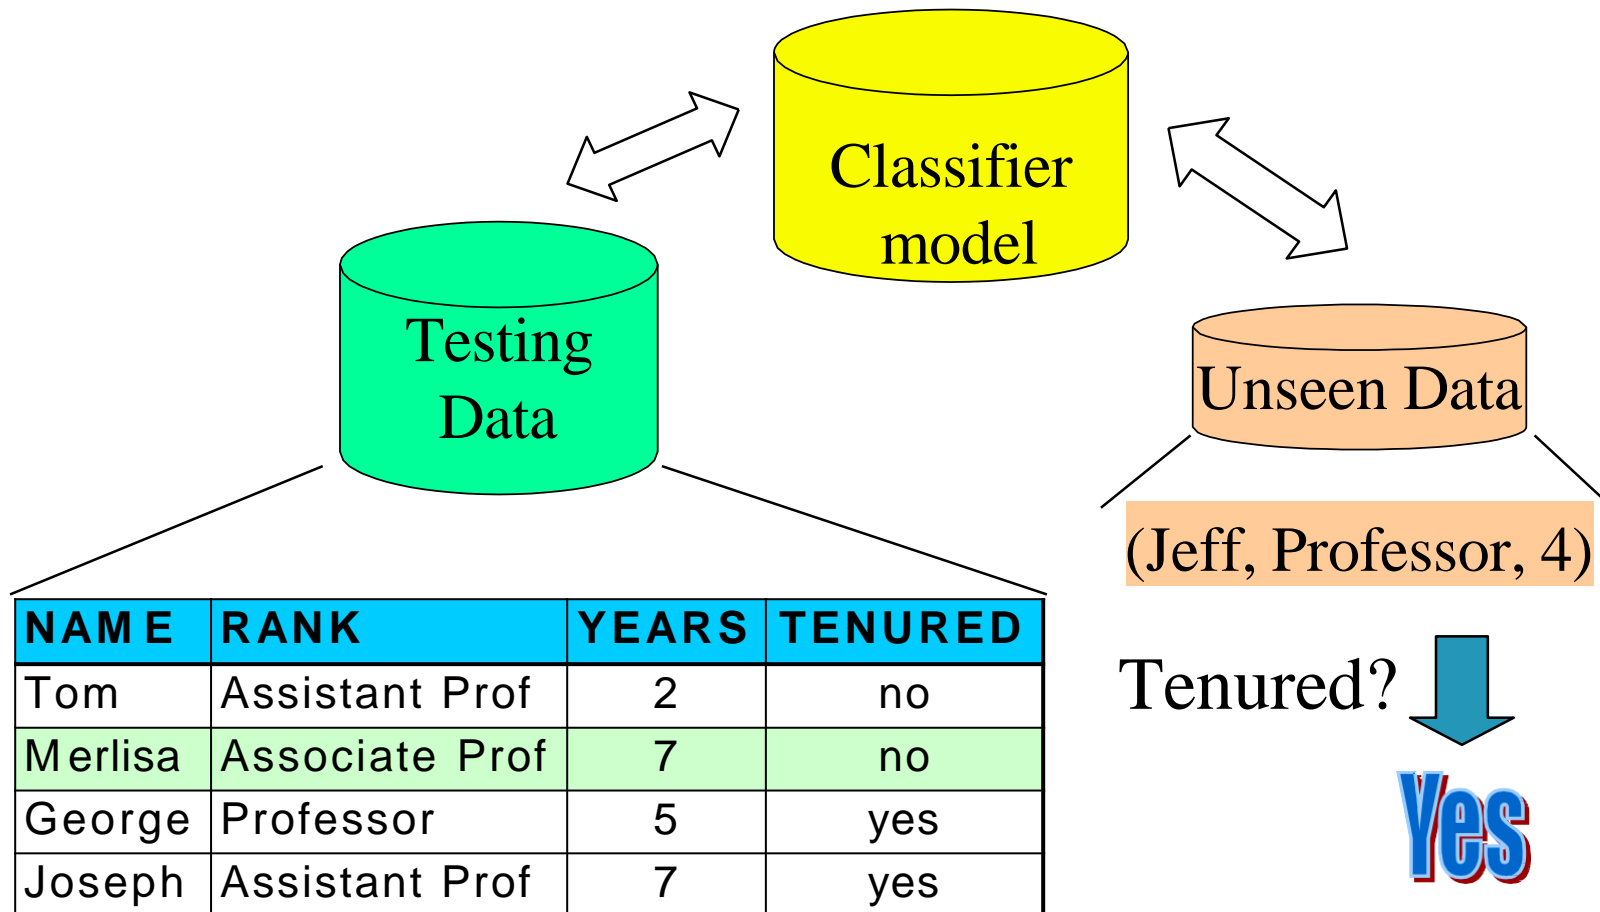 Classifier
model
Testing
Data
Unseen Data
(Jeff, Professor, 4)
NAME RANK YEARS TENURED
Tom Assistant Prof 2 no
Merlisa Associate Prof 7 no
George Professor 5 yes
Joseph Assistant Prof 7 yes
Tenured?
Yes